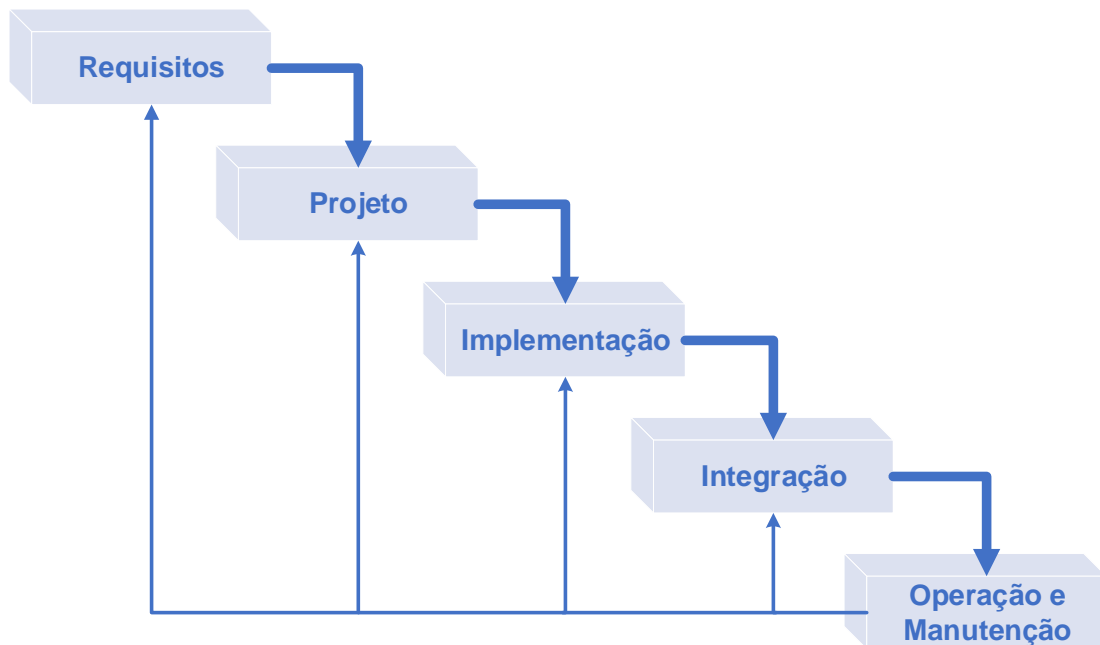 Requisitos
Projeto
Implementação
Integração
Operação e
Manutenção